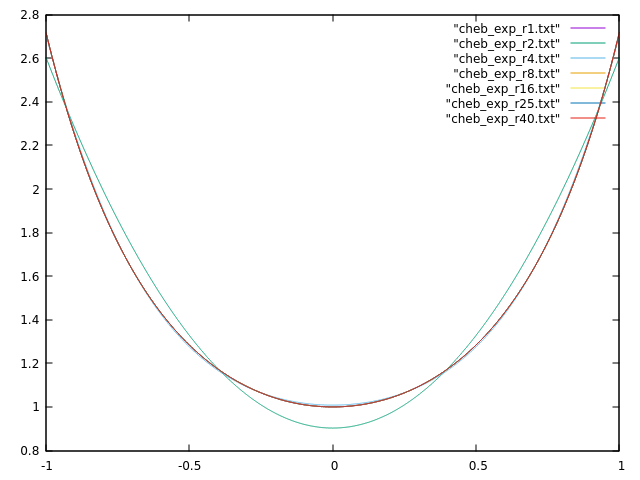 2.8
2.6
2.4
2.2
2
1.8
1.6
1.4
1.2
1
0.8
-1
-0.5
0
0.5
1
"cheb_exp_r1.txt"
"cheb_exp_r2.txt"
"cheb_exp_r4.txt"
"cheb_exp_r8.txt"
"cheb_exp_r16.txt"
"cheb_exp_r25.txt"
"cheb_exp_r40.txt"